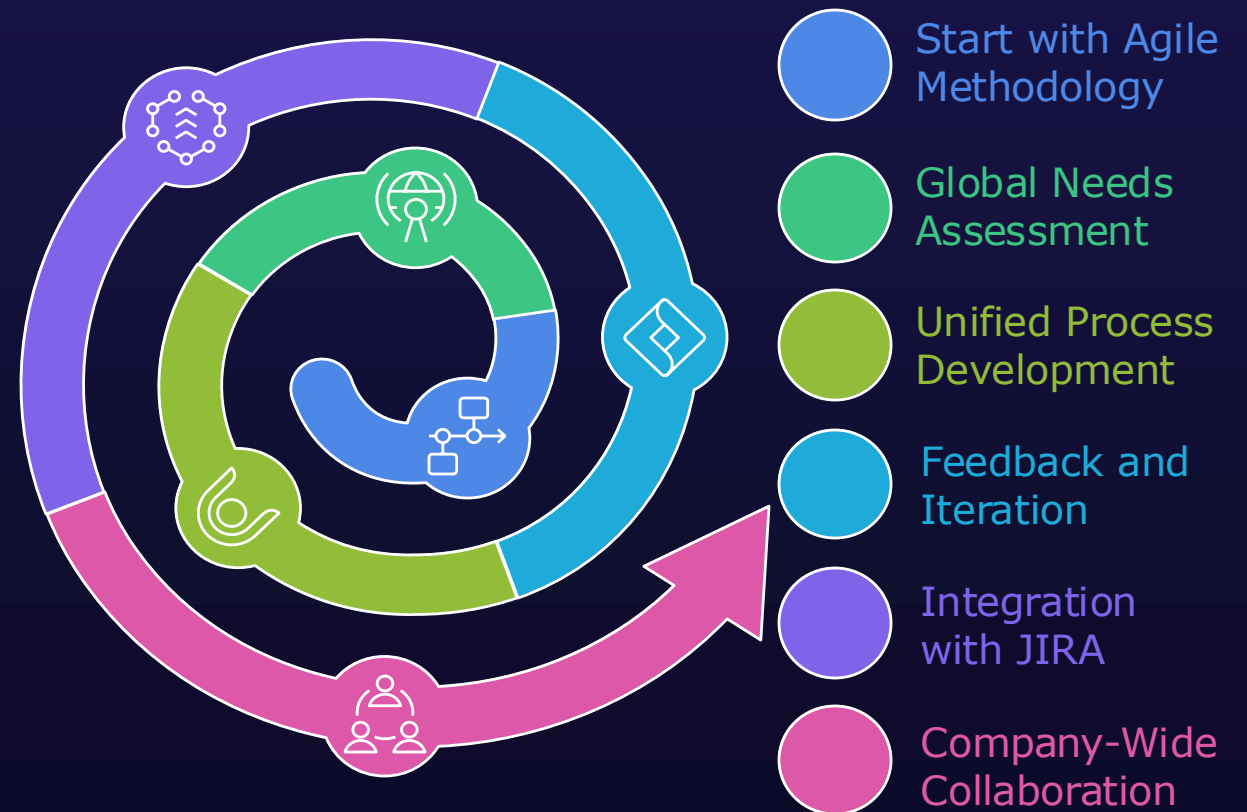 Start with Agile
Methodology
Global Needs
Assessment
Unified Process
Development
Feedback and
Iteration
Integration
with JIRA
Company-Wide
Collaboration